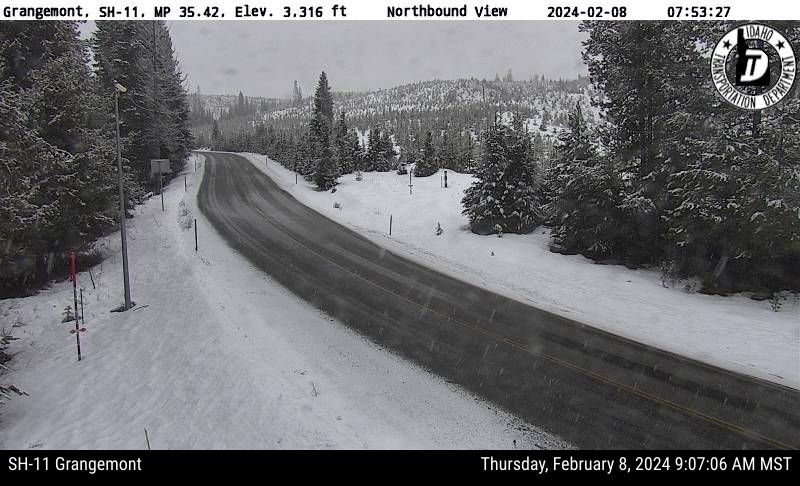 Grangemont, SH-11, MP 35.42, Elev. 3,316 ft Northbound View 2024-02-08 07:53:27
IDAHO
TRANSPORTATION DEPARTMENT
SH-11 Grangemont Thursday, February 8, 2024 9:07:06 AM MST